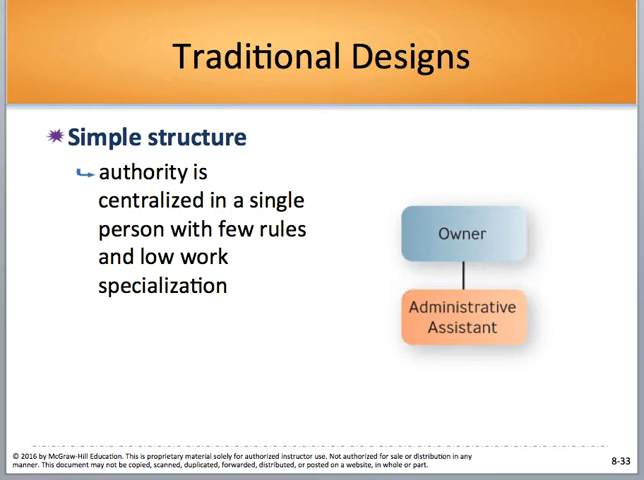 Traditional Designs
Simple structure
authority is
centralized in a single
person with few rules
and low work
specialization
Owner
Administrative
Assistant
© 2016 by McGraw-Hill Education. This is proprietary material solely for authorized instructor use. Not authorized for sale or distribution in any
manner. This document may not be copied, scanned, duplicated, forwarded, distributed, or posted on a website, in whole or part.
8-33